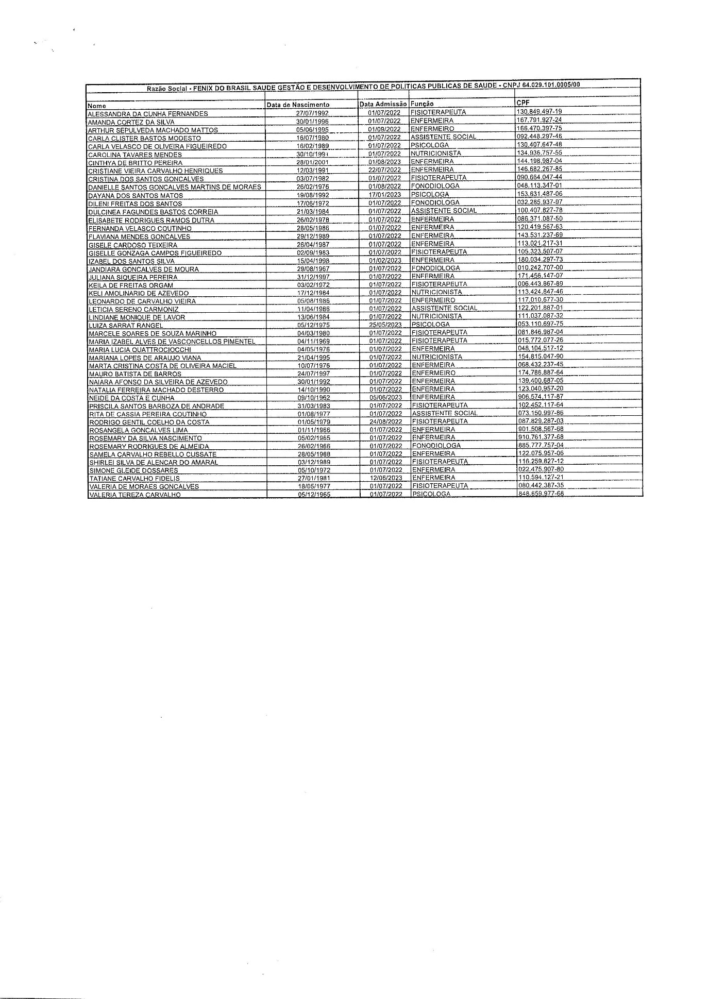 Razão Social - FENIX DO BRASIL SAUDE GESTÃO E DESENVOLVIMENTO DE POLITICAS PUBLICAS DE SAUDE - CNPJ 64.029.101.0005/00
Nome Data de Nascimento Data Admissão Função CPF
ALESSANDRA DA CUNHA FERNANDES 27/07/1992 01/07/2022 FISIOTERAPEUTA 130.849.497-19
AMANDA CORTEZ DA SILVA 30/01/1996 01/07/2022 ENFERMEIRA 167.791.927-24
ARTHUR SEPULVEDA MACHADO MATTOS 05/06/1995 01/09/2022 ENFERMEIRO 166.470.397-75
CARLA CLISTER BASTOS MODESTO 16/07/1980 01/07/2022 ASSISTENTE SOCIAL 092.448.297-46
CARLA VELASCO DE OLIVEIRA FIGUEIREDO 16/02/1989 01/07/2022 PSICOLOGA 130.407.647-48
CAROLINA TAVARES MENDES 30/10/1991 01/07/2022 NUTRICIONISTA 134.936.757-55
CINTHYA DE BRITTO PEREIRA 28/01/2001 01/08/2023 ENFERMEIRA 144.198.987-04
CRISTIANE VIEIRA CARVALHO HENRIQUES 12/03/1991 22/07/2022 ENFERMEIRA 146.682.267-85
CRISTINA DOS SANTOS GONCALVES 03/07/1982 01/07/2022 FISIOTERAPEUTA 090.664.047-44
DANIELLE SANTOS GONCALVES MARTINS DE MORAES 26/02/1976 01/08/2022 FONODIOLOGA 048.113.347-01
DAYANA DOS SANTOS MATOS 19/08/1992 17/01/2023 PSICOLOGA 153.631.487-06
DILENI FREITAS DOS SANTOS 17/06/1972 01/07/2022 FONODIOLOGA 032.285.937-97
DULCINEA FAGUNDES BASTOS CORREIA 21/03/1984 01/07/2022 ASSISTENTE SOCIAL 100.407.827-78
ELISABETE RODRIGUES RAMOS DUTRA 26/02/1978 01/07/2022 ENFERMEIRA 086.371.087-50
FERNANDA VELASCO COUTINHO 28/05/1986 01/07/2022 ENFERMEIRA 120.419.567-63
FLAVIANA MENDES GONCALVES 29/12/1989 01/07/2022 ENFERMEIRA 143.531.237-69
GISELE CARDOSO TEIXEIRA 26/04/1987 01/07/2022 ENFERMEIRA 113.021.217-31
GISELLE GONZAGA CAMPOS FIGUEIREDO 02/09/1983 01/07/2022 FISIOTERAPEUTA 105.323.507-07
IZABEL DOS SANTOS SILVA 15/04/1998 01/02/2023 ENFERMEIRA 180.034.297-73
JANDIARA GONCALVES DE MOURA 29/08/1967 01/07/2022 FONODIOLOGA 010.242.707-00
JULIANA SIQUEIRA PEREIRA 31/12/1997 01/07/2022 ENFERMEIRA 171.456.147-07
KEILA DE FREITAS ORGAM 03/02/1972 01/07/2022 FISIOTERAPEUTA 006.443.667-89
KELI AMOLINARIO DE AZEVEDO 17/12/1984 01/07/2022 NUTRICIONISTA 113.424.847-46
LEONARDO DE CARVALHO VIEIRA 05/08/1986 01/07/2022 ENFERMEIRO 117.010.677-30
LETICIA SERENO CARMONIZ 11/04/1986 01/07/2022 ASSISTENTE SOCIAL 122.201.887-01
LINDIANE MONIQUE DE LAVOR 13/06/1984 01/07/2022 NUTRICIONISTA 111.037.087-32
LUIZA SARRAT RANGEL 05/12/1975 25/05/2023 PSICOLOGA 053.110.697-75
MARCELE SOARES DE SOUZA MARINHO 04/03/1980 01/07/2022 FISIOTERAPEUTA 081.846.987-04
MARIA IZABEL ALVES DE VASCONCELLOS PIMENTEL 04/11/1969 01/07/2022 FISIOTERAPEUTA 015.772.077-26
MARIA LUCIA QUATTROCIOCCHI 04/05/1976 01/07/2022 ENFERMEIRA 048.104.517-12
MARIANA LOPES DE ARAUJO VIANA 21/04/1995 01/07/2022 NUTRICIONISTA 154.815.047-90
MARTA CRISTINA COSTA DE OLIVEIRA MACIEL 10/07/1976 01/07/2022 ENFERMEIRA 068.432.237-45
MAURO BATISTA DE BARROS 24/07/1997 01/07/2022 ENFERMEIRO 174.786.887-64
NAIARA AFONSO DA SILVEIRA DE AZEVEDO 30/01/1992 01/07/2022 ENFERMEIRA 139.400.687-05
NATALIA FERREIRA MACHADO DESTERRO 14/10/1990 01/07/2022 ENFERMEIRA 123.040.957-20
NEIDE DA COSTA E CUNHA 09/10/1962 05/06/2023 ENFERMEIRA 906.574.117-87
PRISCILA SANTOS BARBOZA DE ANDRADE 31/03/1983 01/07/2022 FISIOTERAPEUTA 102.452.117-64
RITA DE CASSIA PEREIRA COUTINHO 01/08/1977 01/07/2022 ASSISTENTE SOCIAL 073.150.997-86
RODRIGO GENTIL COELHO DA COSTA 01/05/1979 24/08/2022 FISIOTERAPEUTA 087.829.287-03
ROSANGELA GONCALVES LIMA 01/11/1966 01/07/2022 ENFERMEIRA 901.508.567-68
ROSEMARY DA SILVA NASCIMENTO 05/02/1965 01/07/2022 ENFERMEIRA 910.761.377-68
ROSEMARY RODRIGUES DE ALMEIDA 26/02/1966 01/07/2022 FONODIOLOGA 885.777.757-04
SAMELA CARVALHO REBELLO CUSSATE 28/05/1988 01/07/2022 ENFERMEIRA 122.075.957-06
SHIRLEI SILVA DE ALENCAR DO AMARAL 03/12/1989 01/07/2022 FISIOTERAPEUTA 116.259.827-12
SIMONE GLEIDE DOSSARES 05/10/1972 01/07/2022 ENFERMEIRA 022.475.907-80
TATIANE CARVALHO FIDELIS 27/01/1981 12/06/2023 ENFERMEIRA 110.594.127-21
VALERIA DE MORAES GONCALVES 18/05/1977 01/07/2022 FISIOTERAPEUTA 080.442.387-35
VALERIA TEREZA CARVALHO 05/12/1965 01/07/2022 PSICOLOGA 848.659.977-68